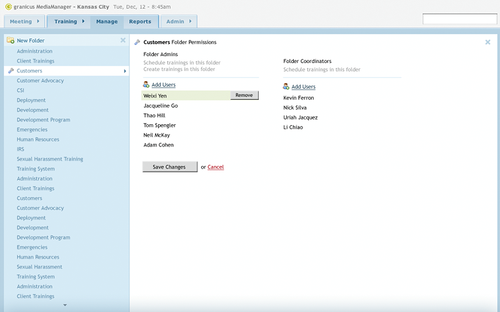 granicus MediaManager - Kansas City Tue, Dec, 12 - 8:45am
Meeting Training Manage Reports Admin
New Folder
Administration
Client Trainings
Customers
Customer Advocacy
CSI
Deployment
Development
Development Program
Emergencies
Human Resources
IRS
Sexual Harassment Training
Training System
Administration
Client Trainings
Customers
Customer Advocacy
Deployment
Development
Development Program
Emergencies
Human Resources
Sexual Harassment
Training System
Administration
Client Trainings
Customers Folder Permissions
Folder Admins
Schedule trainings in this folder
Create trainings in this folder
Add Users
Weixi Yen Remove
Jacqueline Go
Thao Hill
Tom Spengler
Neil McKay
Adam Cohen
Save Changes or Cancel
Folder Coordinators
Schedule trainings in this folder
Add Users
Kevin Ferron
Nick Silva
Uriah Jacquez
Li Chiao